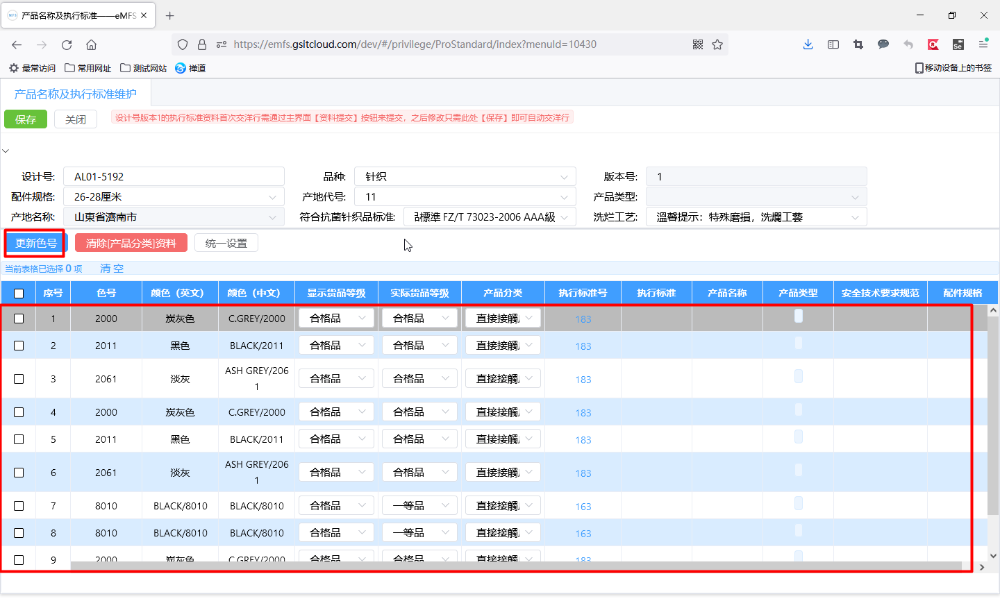 产品名称及执行标准——eMFS
https://emfs.gsitcloud.com/dev/#/privilege/ProStandard/index?menuId=10430
最常访问 常用网址 测试网站 禅道 移动设备上的书签
产品名称及执行标准维护
保存 关闭 设计号版本1的执行标准资料首次交洋行需通过主界面【资料提交】按钮来提交，之后修改只需此处【保存】即可自动交洋行
设计号: AL01-5192 品种: 针织 版本号: 1
配件规格: 26-28厘米 产地代号: 11 产品类型:
产地名称: 山東省濟南市 符合抗菌针织品标准: 標準 FZ/T 73023-2006 AAA級 洗烂工艺: 溫馨提示：特殊磨損，洗爛工藝
更新色号 清除[产品分类]资料 统一设置
当前表格已选择 0 项 清 空
序号 色号 颜色（英文） 颜色（中文） 显示货品等级 实际货品等级 产品分类 执行标准号 执行标准 产品名称 产品类型 安全技术要求规范 配件规格
1 2000 炭灰色 C.GREY/2000 合格品 合格品 直接接觸 183
2 2011 黑色 BLACK/2011 合格品 合格品 直接接觸 183
3 2061 淡灰 ASH GREY/206
1 合格品 合格品 直接接觸 183
4 2000 炭灰色 C.GREY/2000 合格品 合格品 直接接觸 183
5 2011 黑色 BLACK/2011 合格品 合格品 直接接觸 183
6 2061 淡灰 ASH GREY/206
1 合格品 合格品 直接接觸 183
7 8010 BLACK/8010 BLACK/8010 合格品 一等品 直接接觸 163
8 8010 BLACK/8010 BLACK/8010 合格品 一等品 直接接觸 163
9 2000 炭灰色 C.GREY/2000 合格品 合格品 直接接觸 183